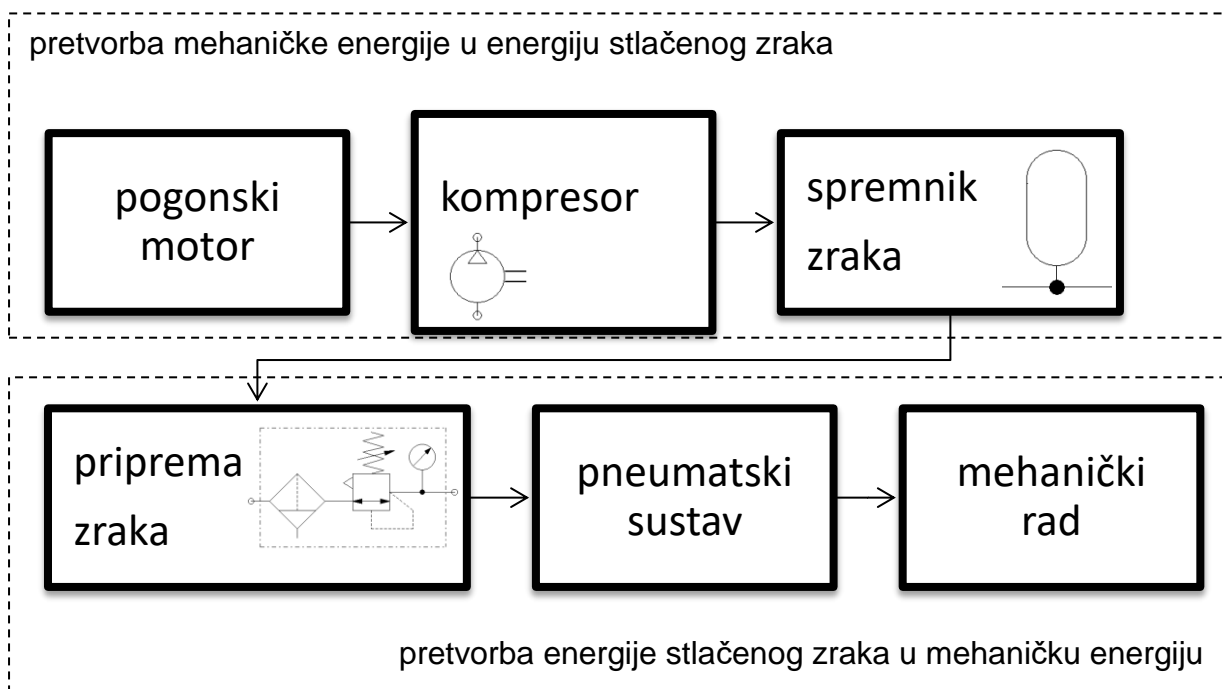 pretvorba mehaničke energije u energiju stlačenog zraka
pogonski
motor
kompresor
spremnik
zraka
priprema
zraka
pneumatski
sustav
mehanički
rad
pretvorba energije stlačenog zraka u mehaničku energiju